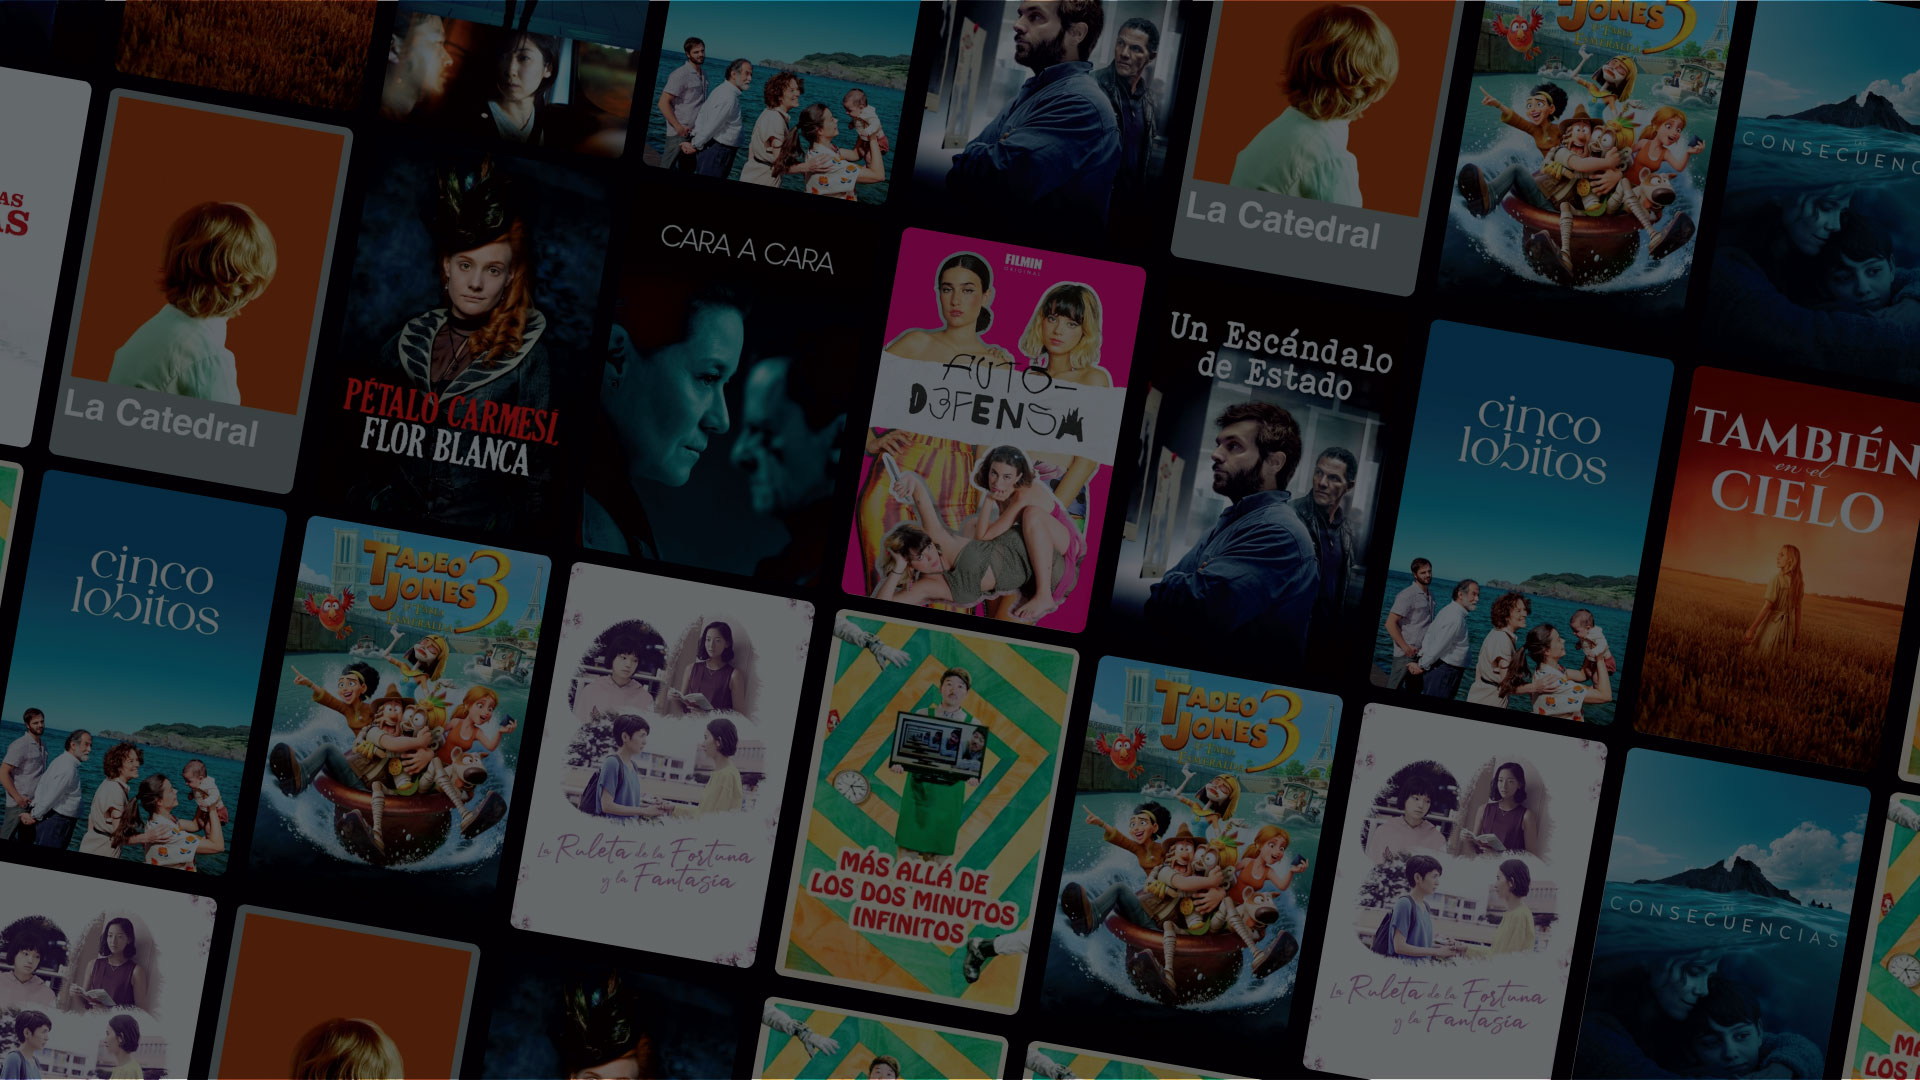 JONES 3
CONSECUENC
AS
AS
La Catedral
La Catedral
PÉTALO CARMESÍ
FLOR BLANCA
CARA A CARA
FILMIN
ORIGINAL
AUTO-
D3FENSA
Un Escándalo
de Estado
cinco
lobitos
TAMBIÉN
en el
CIELO
cinco
lobitos
TADEO
JONES 3
La Ruleta de la Fortuna
y la Fantasía
MÁS ALLÁ DE
LOS DOS MINUTOS
INFINITOS
TADEO
JONES 3
La Ruleta de la Fortuna
y la Fantasía
LAS
CONSECUENCIAS
LOS